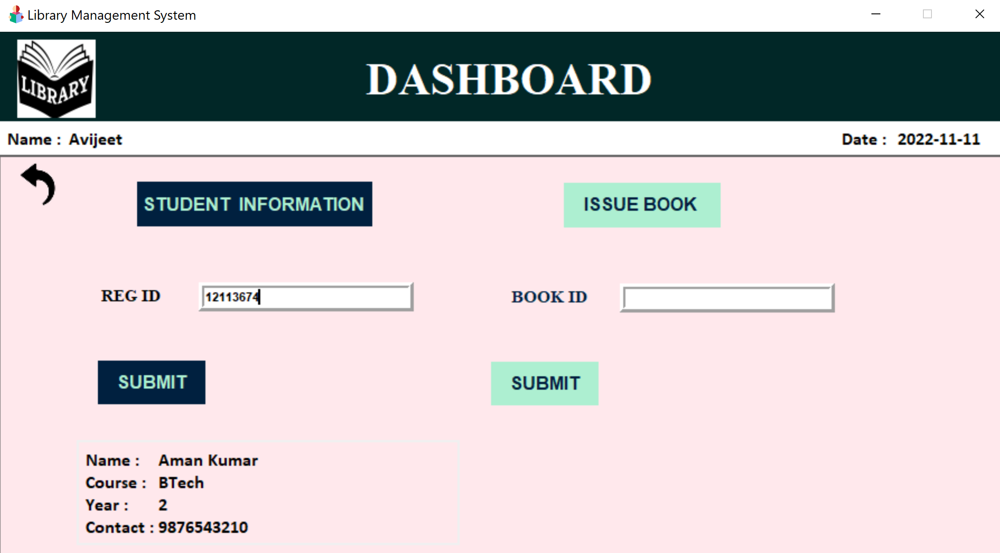 Library Management System
LIBRARY
DASHBOARD
Name : Avijeet
Date : 2022-11-11
STUDENT INFORMATION
ISSUE BOOK
REG ID 12113674
BOOK ID
SUBMIT
SUBMIT
Name : Aman Kumar
Course : BTech
Year : 2
Contact : 9876543210